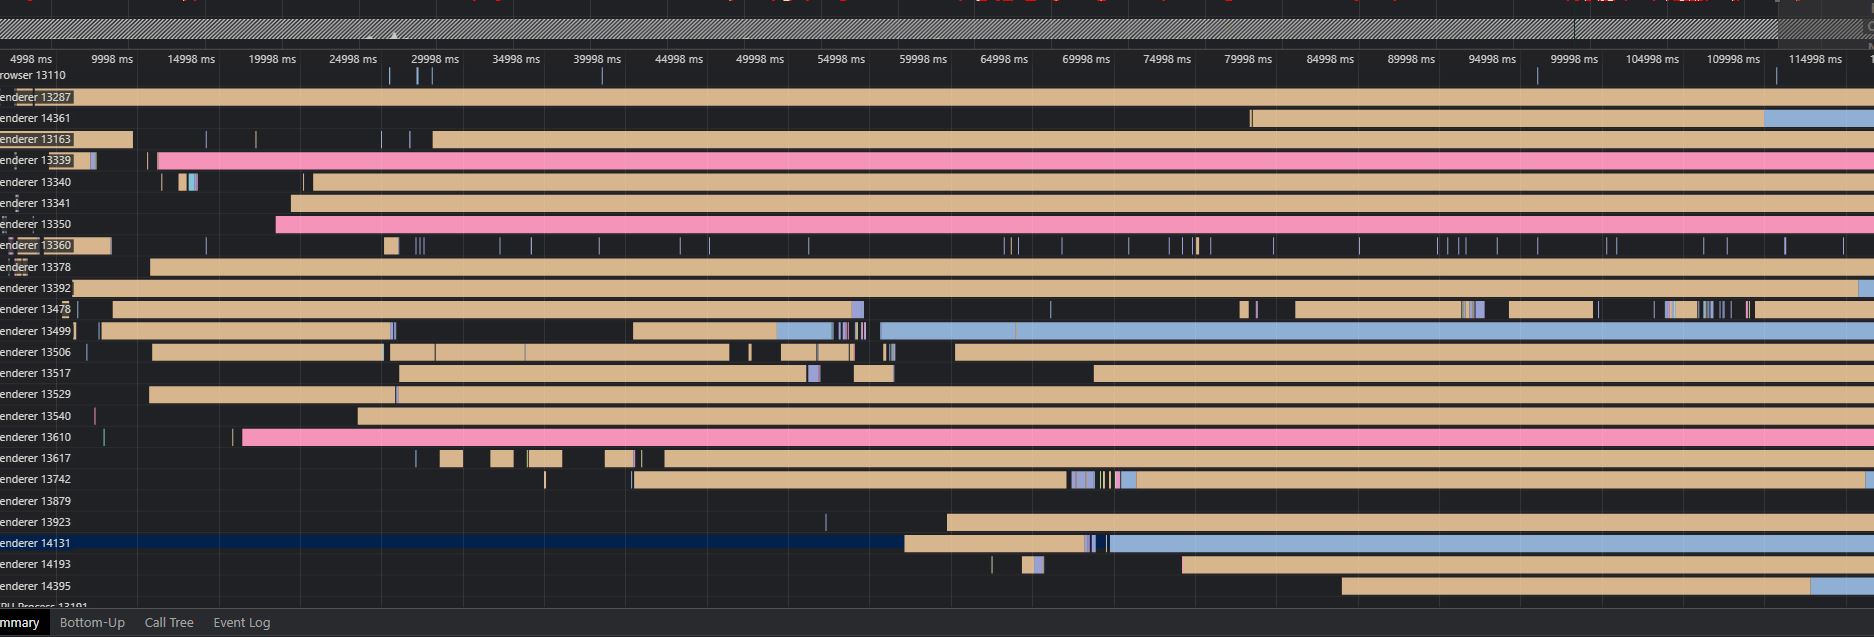 4998 ms 9998 ms 14998 ms 19998 ms 24998 ms 29998 ms 34998 ms 39998 ms 44998 ms 49998 ms 54998 ms 59998 ms 64998 ms 69998 ms 74998 ms 79998 ms 84998 ms 89998 ms 94998 ms 99998 ms 104998 ms 109998 ms 114998 ms
rowser 13110
enderer 13287
enderer 14361
enderer 13163
enderer 13339
enderer 13340
enderer 13341
enderer 13350
enderer 13360
enderer 13378
enderer 13392
enderer 13478
enderer 13499
enderer 13506
enderer 13517
enderer 13529
enderer 13540
enderer 13610
enderer 13617
enderer 13742
enderer 13879
enderer 13923
enderer 14131
enderer 14193
enderer 14395
PU Process 13191
mmary Bottom-Up Call Tree Event Log